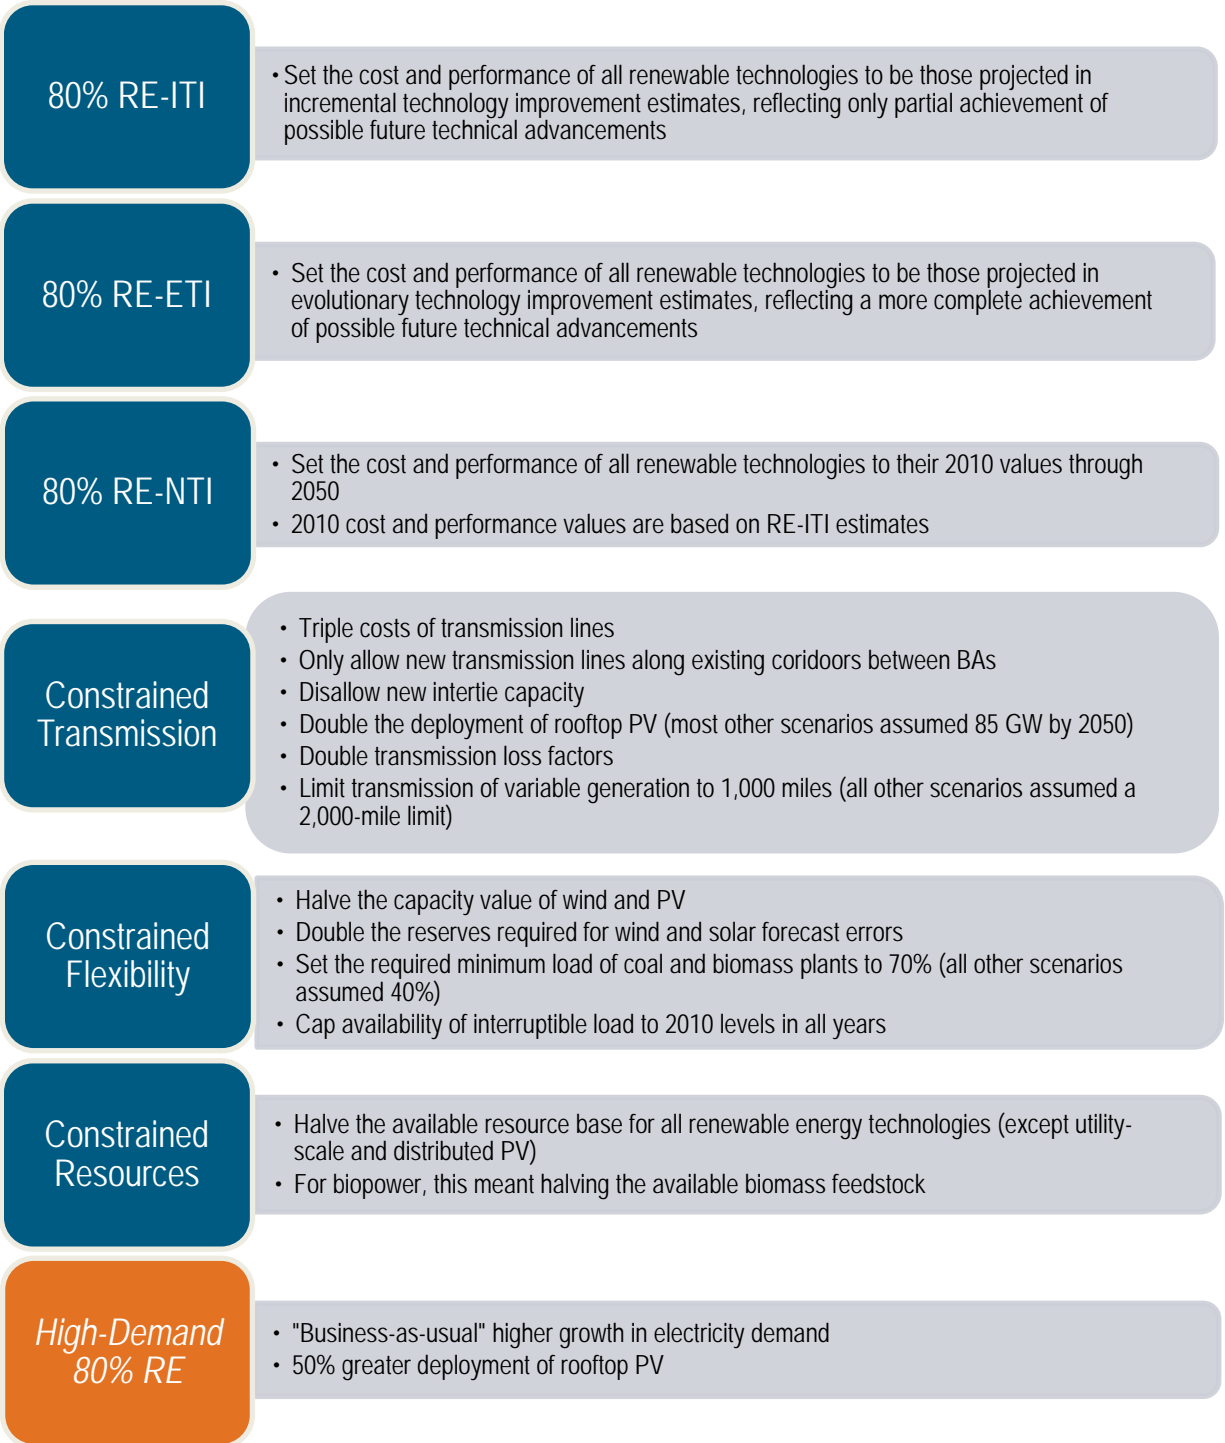 80% RE-ITI
• Set the cost and performance of all renewable technologies to be those projected in
incremental technology improvement estimates, reflecting only partial achievement of
possible future technical advancements
80% RE-ETI
• Set the cost and performance of all renewable technologies to be those projected in
evolutionary technology improvement estimates, reflecting a more complete achievement
of possible future technical advancements
80% RE-NTI
• Set the cost and performance of all renewable technologies to their 2010 values through
2050
• 2010 cost and performance values are based on RE-ITI estimates
Constrained
Transmission
• Triple costs of transmission lines
• Only allow new transmission lines along existing coridoors between BAs
• Disallow new intertie capacity
• Double the deployment of rooftop PV (most other scenarios assumed 85 GW by 2050)
• Double transmission loss factors
• Limit transmission of variable generation to 1,000 miles (all other scenarios assumed a
2,000-mile limit)
Constrained
Flexibility
• Halve the capacity value of wind and PV
• Double the reserves required for wind and solar forecast errors
• Set the required minimum load of coal and biomass plants to 70% (all other scenarios
assumed 40%)
• Cap availability of interruptible load to 2010 levels in all years
Constrained
Resources
• Halve the available resource base for all renewable energy technologies (except utility-
scale and distributed PV)
• For biopower, this meant halving the available biomass feedstock
High-Demand
80% RE
• "Business-as-usual" higher growth in electricity demand
• 50% greater deployment of rooftop PV